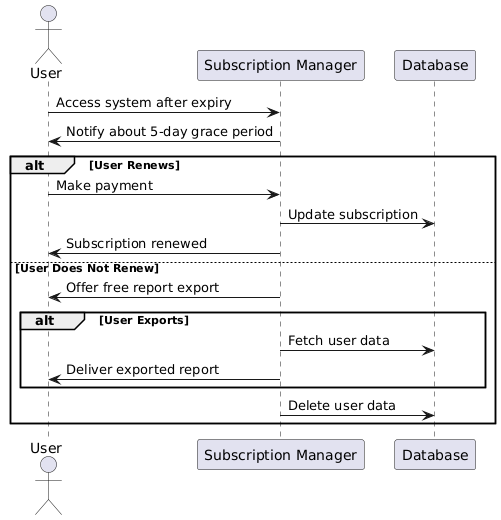 User
Subscription Manager
Database
Access system after expiry
Notify about 5-day grace period
alt [User Renews]
Make payment
Update subscription
Subscription renewed
[User Does Not Renew]
Offer free report export
alt [User Exports]
Fetch user data
Deliver exported report
Delete user data
User
Subscription Manager
Database